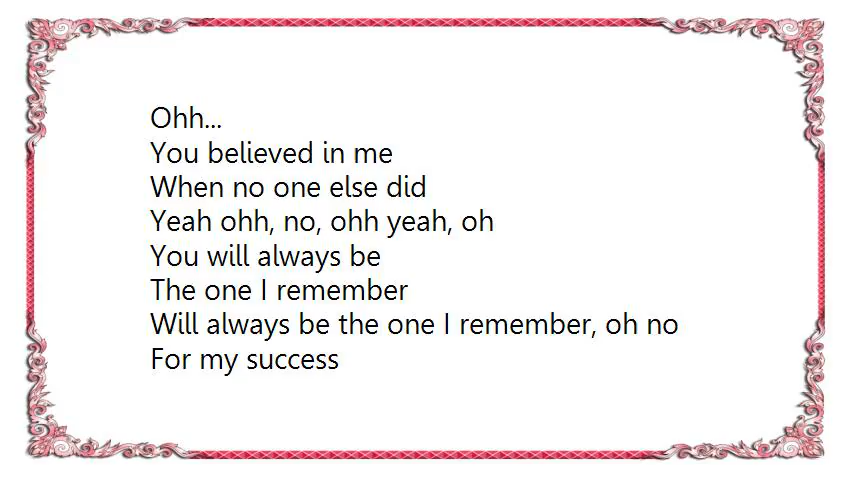 Ohh...
You believed in me
When no one else did
Yeah ohh, no, ohh yeah, oh
You will always be
The one I remember
Will always be the one I remember, oh no
For my success